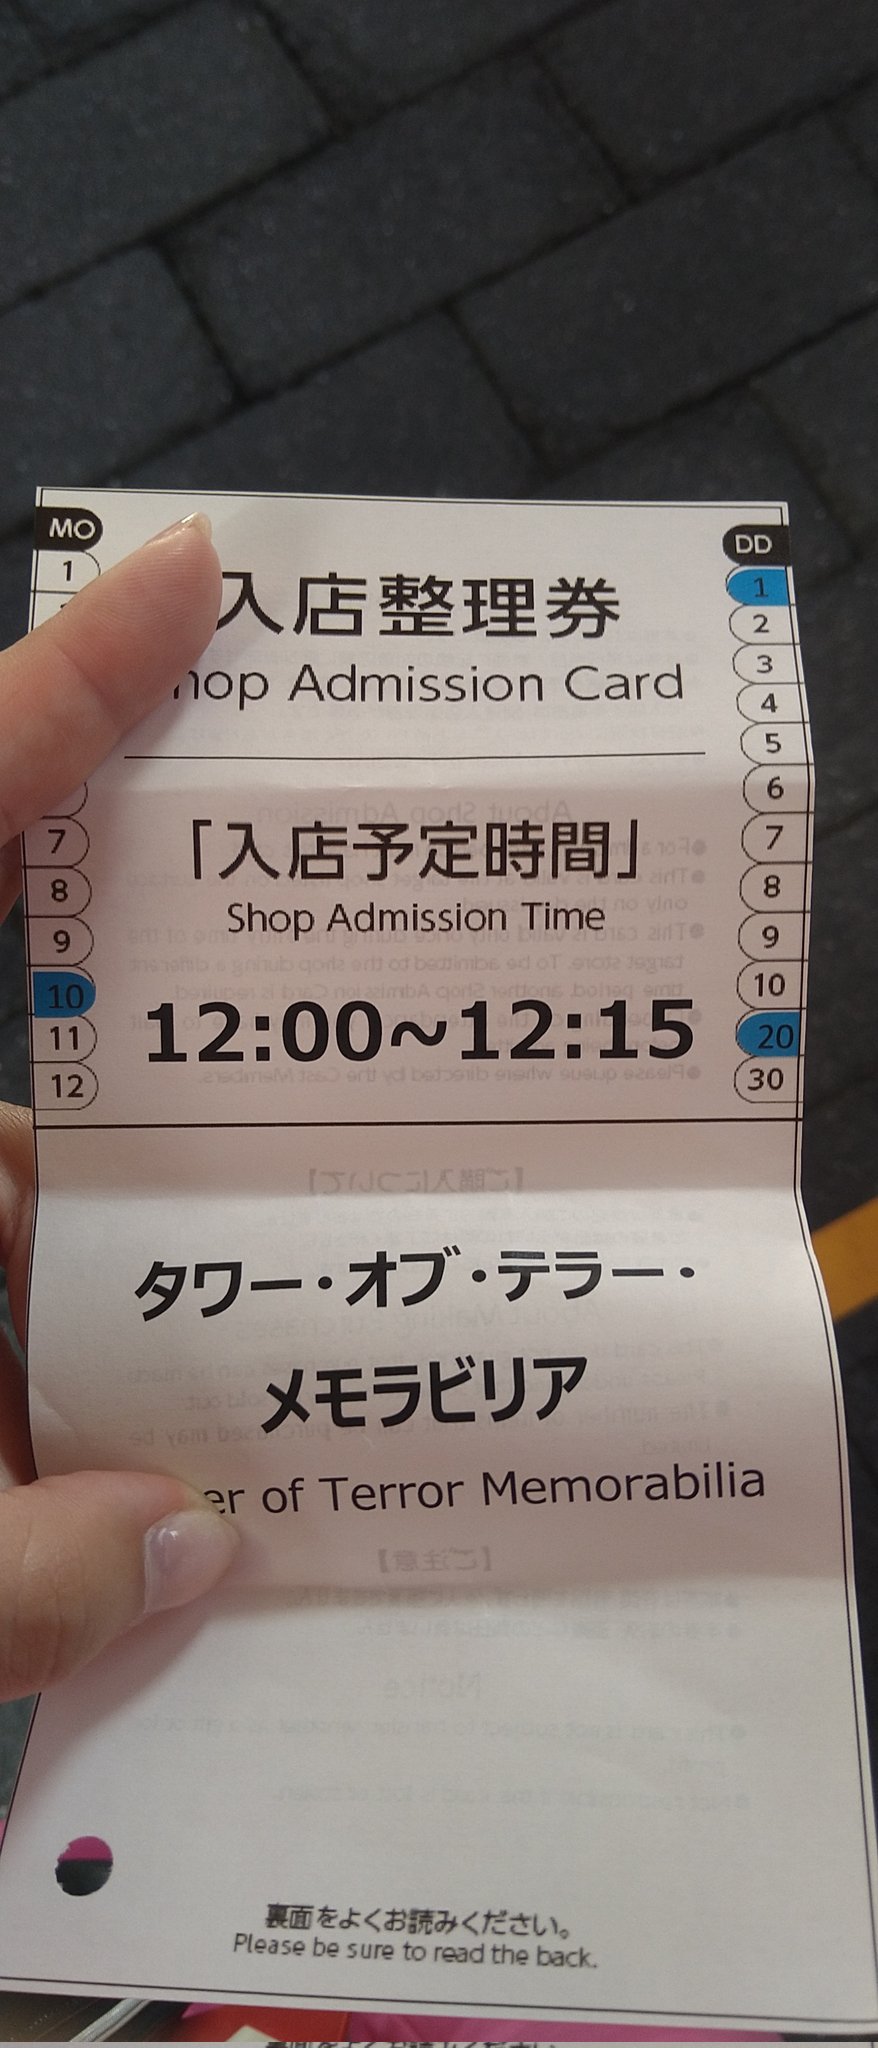 MO
1
7
8
9
10
11
12
DD
1
2
3
4
5
6
7
8
9
10
20
30
入店整理券
hop Admission Card
「入店予定時間」
Shop Admission Time
12:00~12:15
タワー・オブ・テラー・
メモラビリア
er of Terror Memorabilia
裏面をよくお読みください。
Please be sure to read the back.